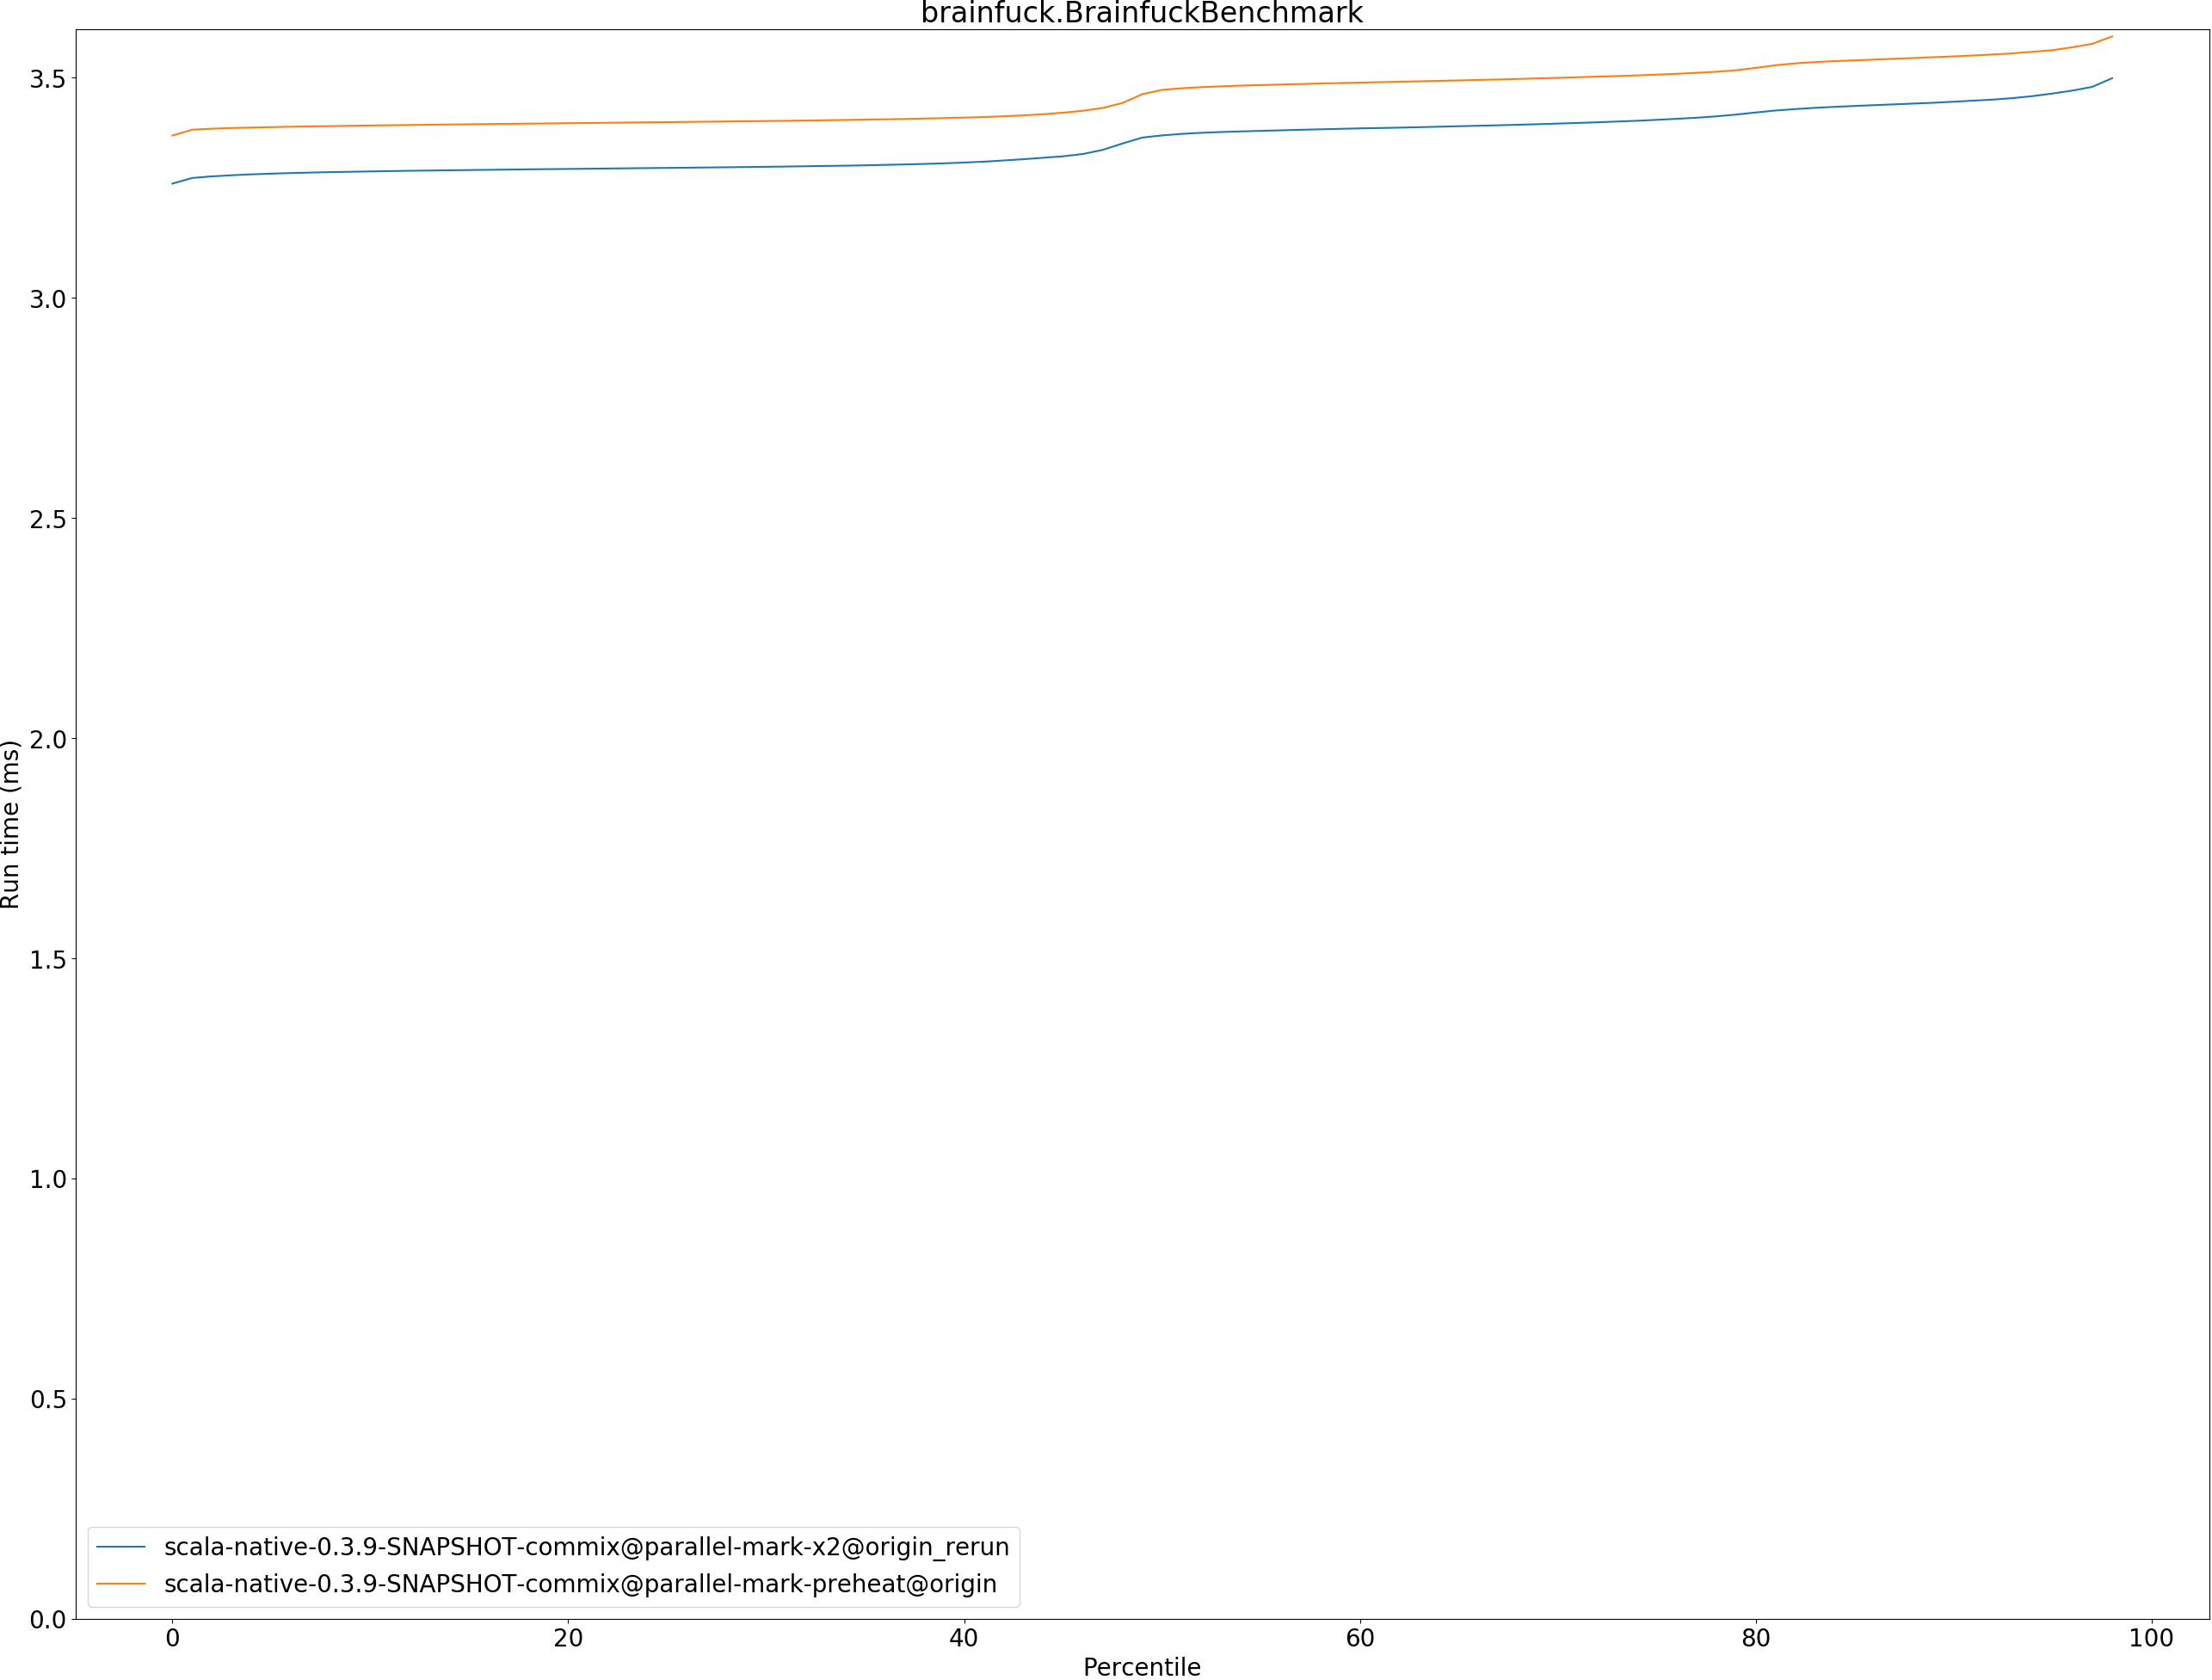 brainfuck.BrainfuckBenchmark
Run time (ms)
3.5
3.0
2.5
2.0
1.5
1.0
0.5
0.0
scala-native-0.3.9-SNAPSHOT-commix@parallel-mark-x2@origin_rerun
scala-native-0.3.9-SNAPSHOT-commix@parallel-mark-preheat@origin
0 20 40 60 80 100
Percentile